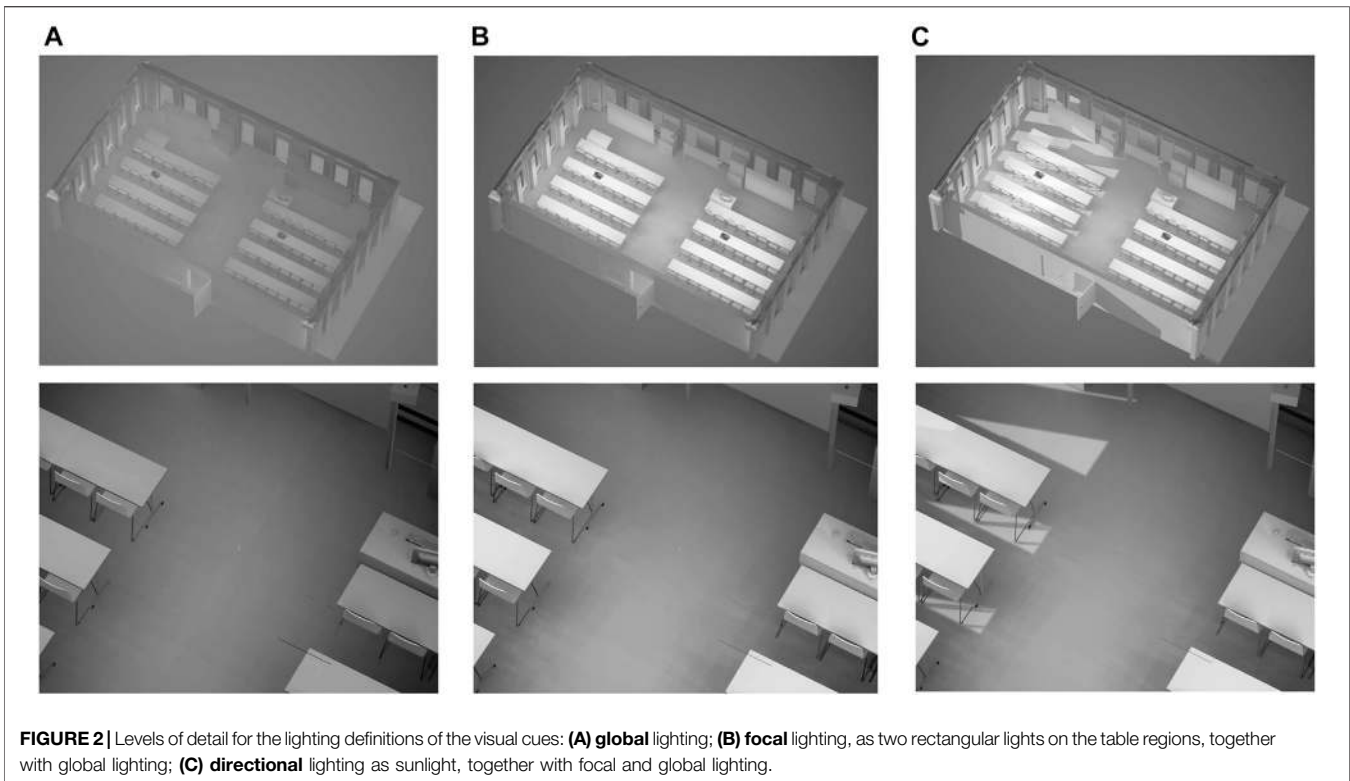 A
B
C
FIGURE 2 | Levels of detail for the lighting definitions of the visual cues: (A) global lighting; (B) focal lighting, as two rectangular lights on the table regions, together
with global lighting; (C) directional lighting as sunlight, together with focal and global lighting.